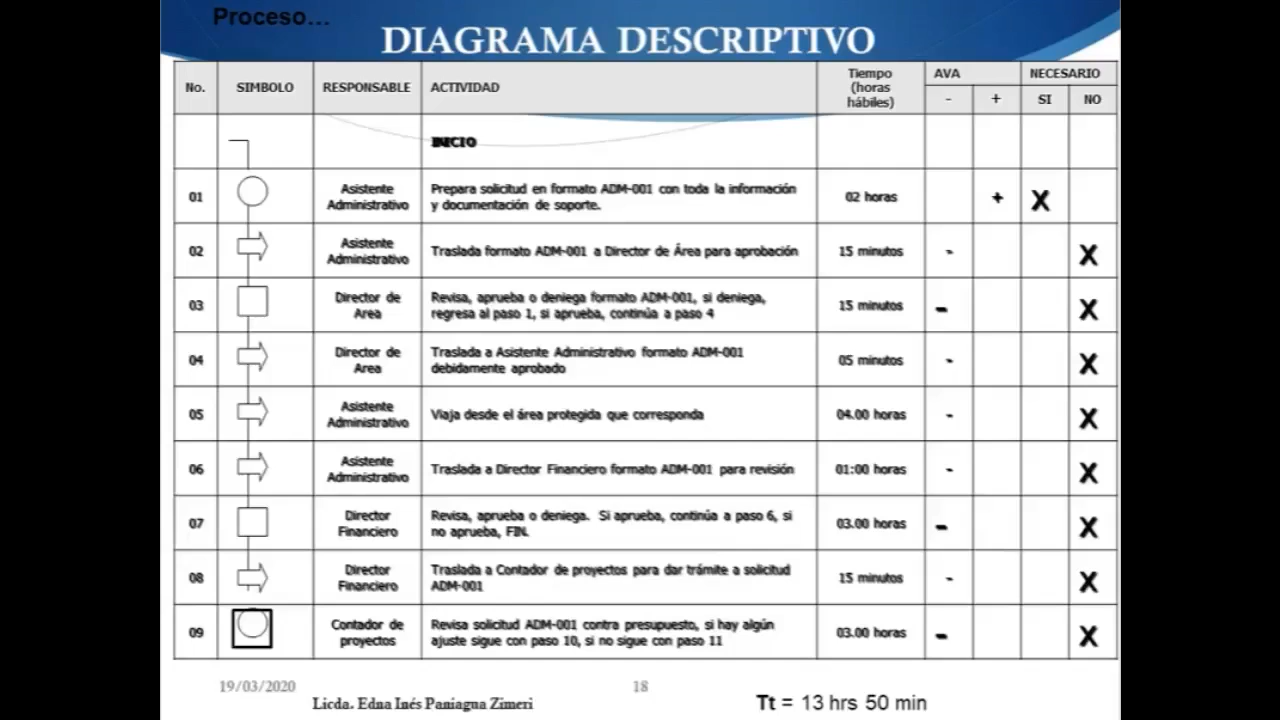 Proceso...
DIAGRAMA DESCRIPTIVO
No. SIMBOLO RESPONSABLE ACTIVIDAD Tiempo (horas hábiles) AVA NECESARIO
- + SI NO
INICIO
01 Asistente Administrativo Prepara solicitud en formato ADM-001 con toda la información y documentación de soporte. 02 horas + X
02 Asistente Administrativo Traslada formato ADM-001 a Director de Área para aprobación 15 minutos - X
03 Director de Area Revisa, aprueba o deniega formato ADM-001, si deniega, regresa al paso 1, si aprueba, continúa a paso 4 15 minutos - X
04 Director de Area Traslada a Asistente Administrativo formato ADM-001 debidamente aprobado 05 minutos - X
05 Asistente Administrativo Viaja desde el área protegida que corresponda 04.00 horas - X
06 Asistente Administrativo Traslada a Director Financiero formato ADM-001 para revisión 01:00 horas - X
07 Director Financiero Revisa, aprueba o deniega. Si aprueba, continúa a paso 6, si no aprueba, FIN. 03.00 horas - X
08 Director Financiero Traslada a Contador de proyectos para dar trámite a solicitud ADM-001 15 minutos - X
09 Contador de proyectos Revisa solicitud ADM-001 contra presupuesto, si hay algún ajuste sigue con paso 10, si no sigue con paso 11 03.00 horas - X
19/03/2020
18
Licda. Edna Inés Paniagua Zimeri
Tt = 13 hrs 50 min